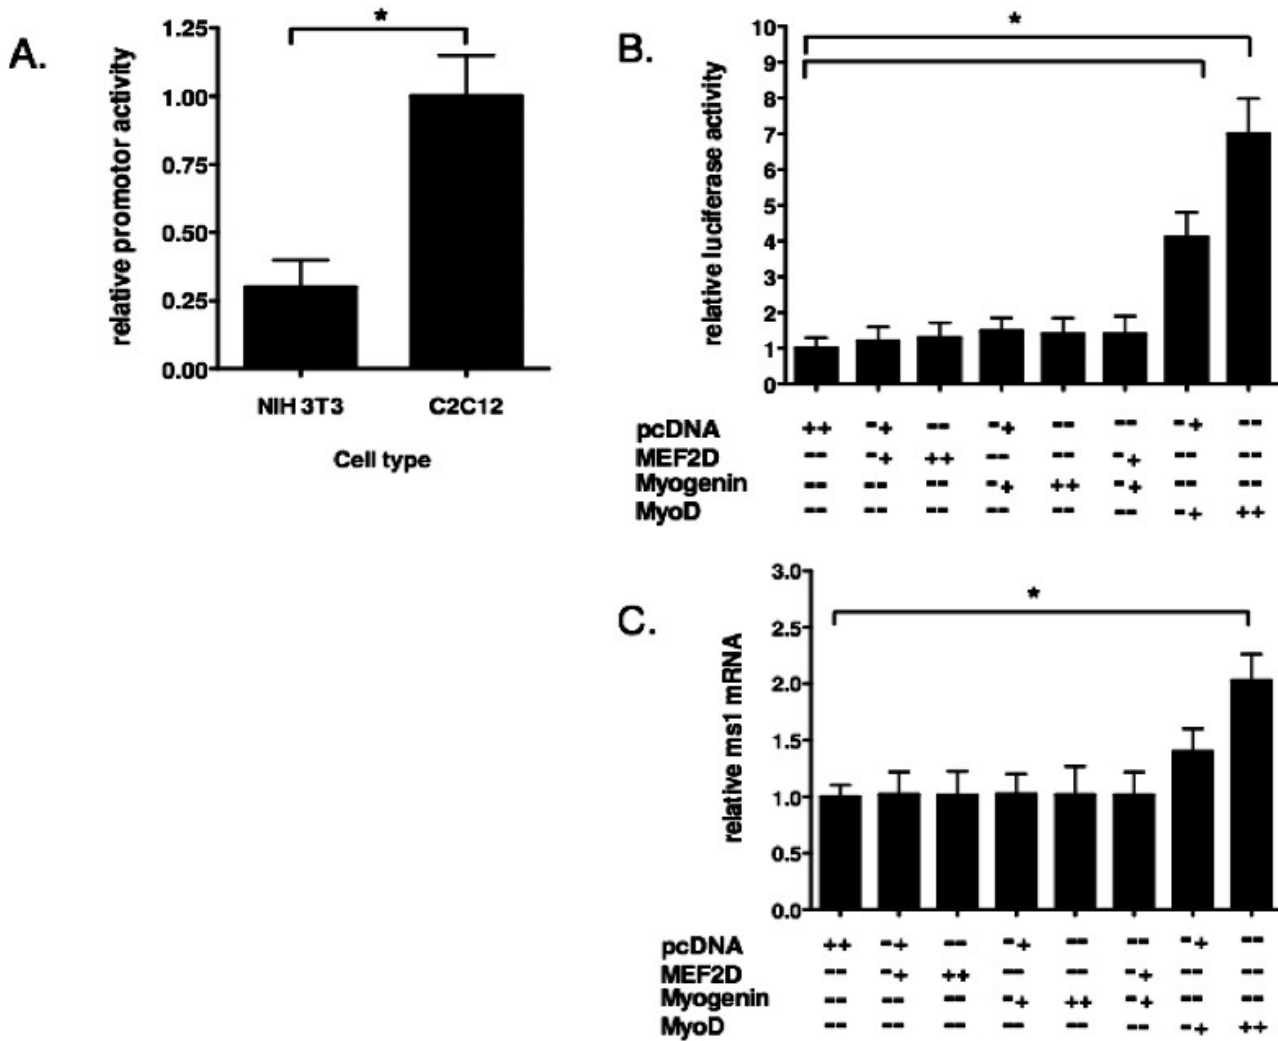 A.
*
relative promotor activity
1.25
1.00
0.75
0.50
0.25
0.00
NIH 3T3 C2C12
Cell type
B.
*
relative luciferase activity
10
9
8
7
6
5
4
3
2
1
0
pcDNA ++ -+ -- -+ -- -- -+ --
MEF2D -- -+ ++ -- -- -+ -- --
Myogenin -- -- -- -+ ++ -+ -- --
MyoD -- -- -- -- -- -- -+ ++
C.
*
relative ms1 mRNA
3.0
2.5
2.0
1.5
1.0
0.5
0.0
pcDNA ++ -+ -- -+ -- -- -+ --
MEF2D -- -+ ++ -- -- -+ -- --
Myogenin -- -- -- -+ ++ -+ -- --
MyoD -- -- -- -- -- -- -+ ++